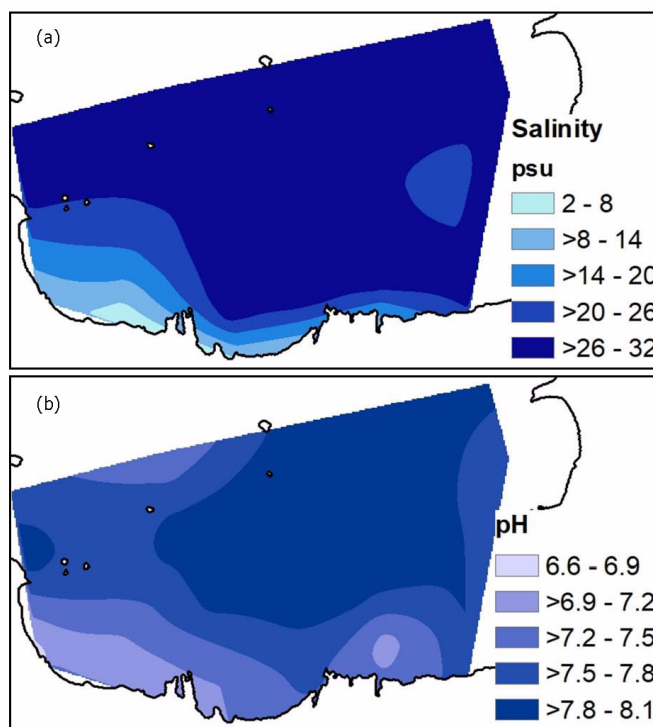 (a)
Salinity
psu
2 - 8
>8 - 14
>14 - 20
>20 - 26
>26 - 32
(b)
pH
6.6 - 6.9
>6.9 - 7.2
>7.2 - 7.5
>7.5 - 7.8
>7.8 - 8.1